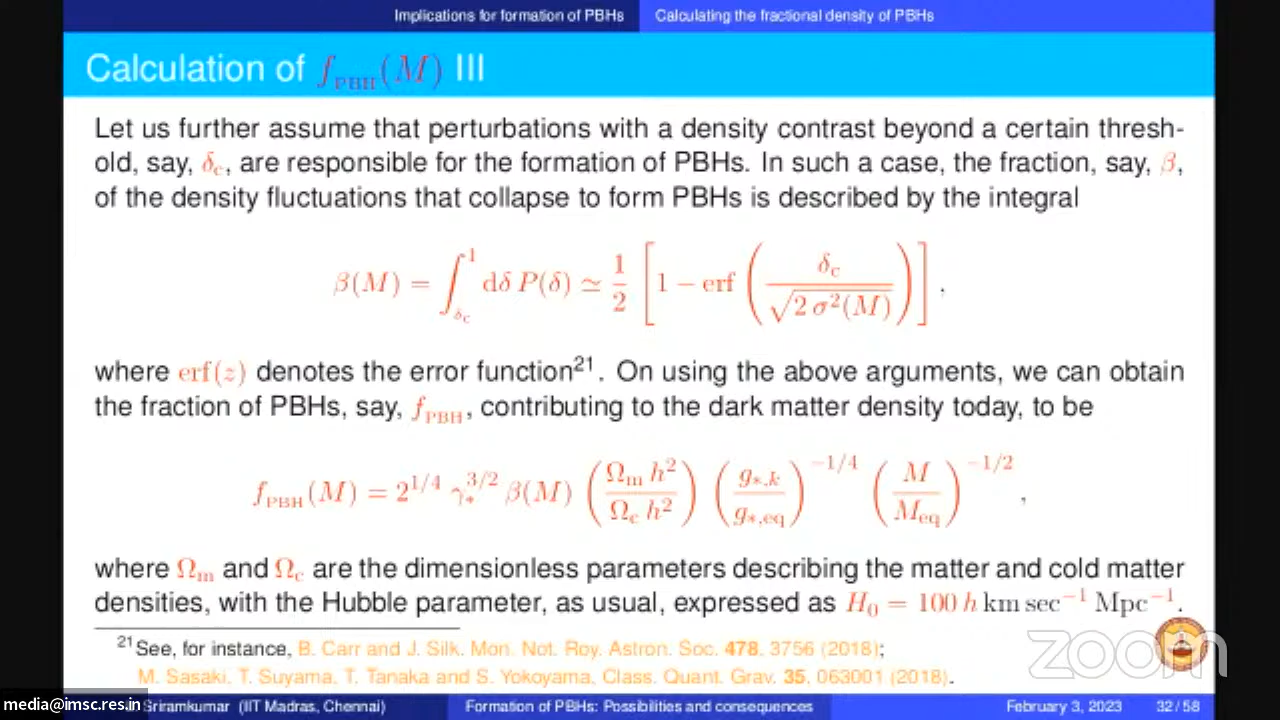 Implications for formation of PBHs Calculating the fractional density of PBHs
Calculation of f_PBH(M) III
Let us further assume that perturbations with a density contrast beyond a certain thresh-
old, say, δ_c, are responsible for the formation of PBHs. In such a case, the fraction, say, β,
of the density fluctuations that collapse to form PBHs is described by the integral
β(M) = ∫_{δ_c}^{1} dδ P(δ) ≃ 1/2 [1 − erf (δ_c / √(2 σ²(M)))],
where erf(z) denotes the error function²¹. On using the above arguments, we can obtain
the fraction of PBHs, say, f_PBH, contributing to the dark matter density today, to be
f_PBH(M) = 2^{1/4} γ_*^{3/2} β(M) (Ω_m h² / Ω_c h²) (g_{*,k} / g_{*,eq})^{−1/4} (M / M_eq)^{−1/2},
where Ω_m and Ω_c are the dimensionless parameters describing the matter and cold matter
densities, with the Hubble parameter, as usual, expressed as H_0 = 100 h km sec⁻¹ Mpc⁻¹.
²¹See, for instance, B. Carr and J. Silk. Mon. Not. Roy. Astron. Soc. 478, 3756 (2018);
M. Sasaki, T. Suyama, T. Tanaka and S. Yokoyama, Class. Quant. Grav. 35, 063001 (2018).
zoom
media@imsc.res.in Sriramkumar (IIT Madras, Chennai) Formation of PBHs: Possibilities and consequences February 3, 2023 32/58